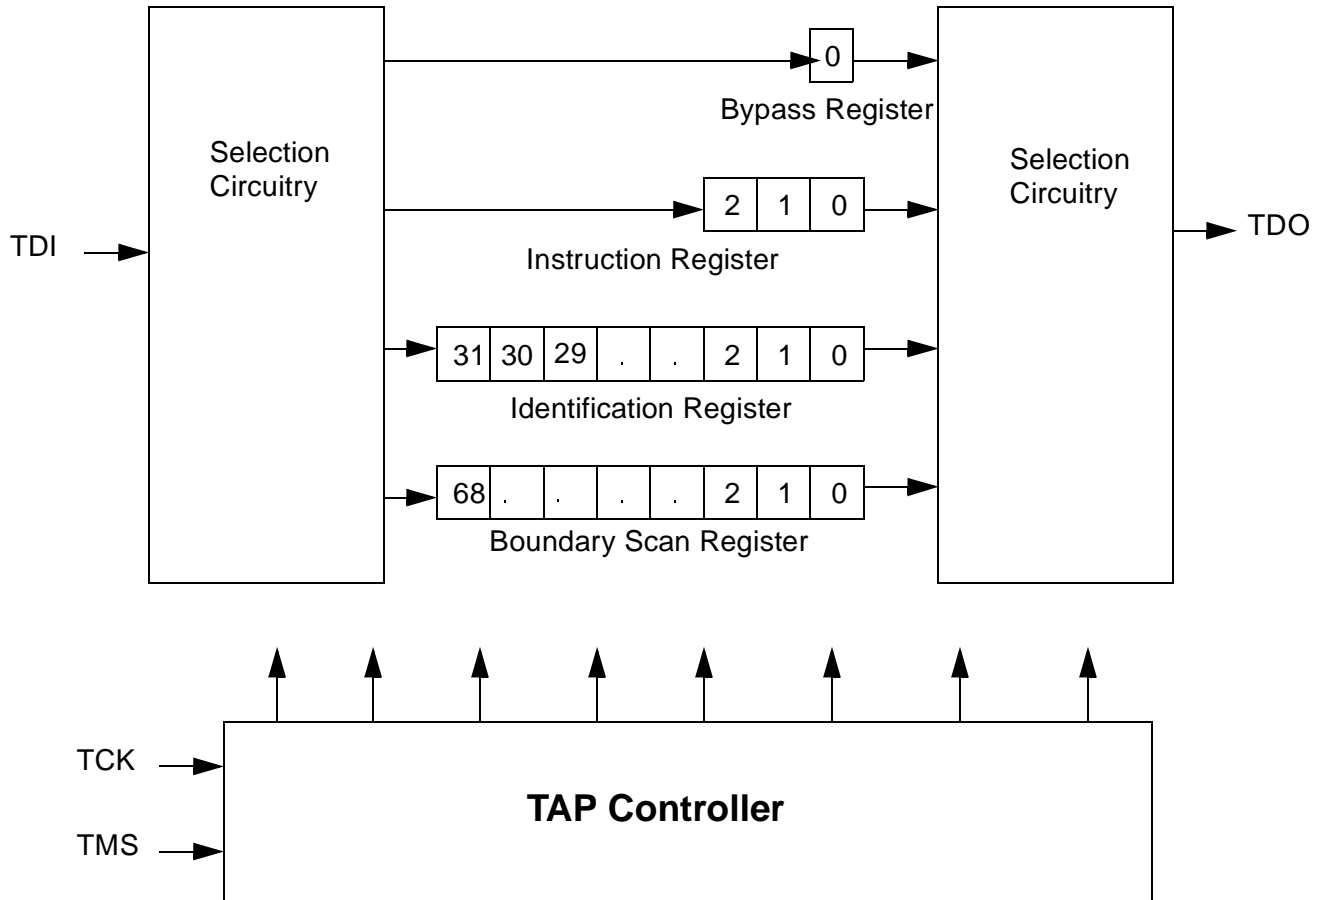 0
Bypass Register
Selection
Circuitry
Selection
Circuitry
2 1 0
Instruction Register
TDI
TDO
31 30 29 . . 2 1 0
Identification Register
68 . . . . 2 1 0
Boundary Scan Register
TCK
TAP Controller
TMS